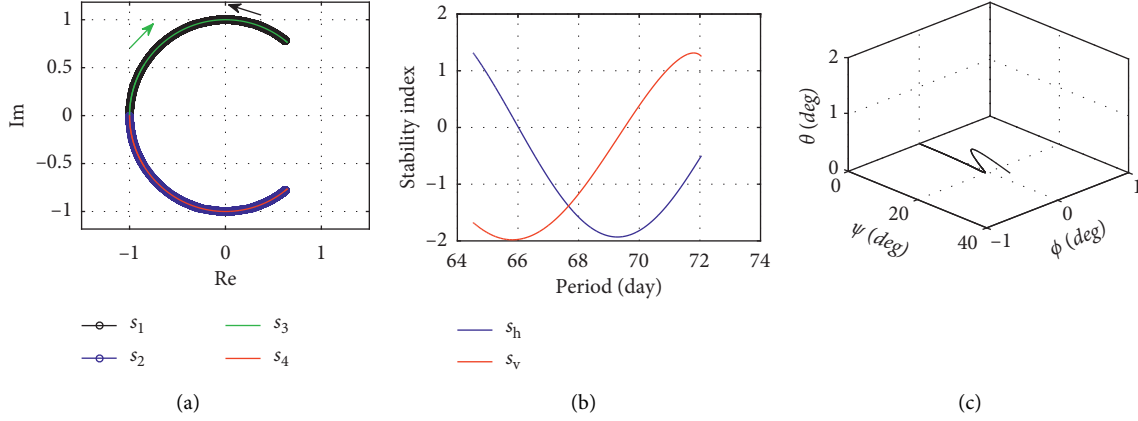 1
0.5
0
−0.5
−1
Im
−1
0
1
Re
s1
s3
s2
s4
(a)
2
1
0
−1
−2
Stability index
64
66
68
70
72
74
Period (day)
sh
sv
(b)
2
1
0
θ (deg)
0
20
40
ψ (deg)
−1
0
1
ϕ (deg)
(c)